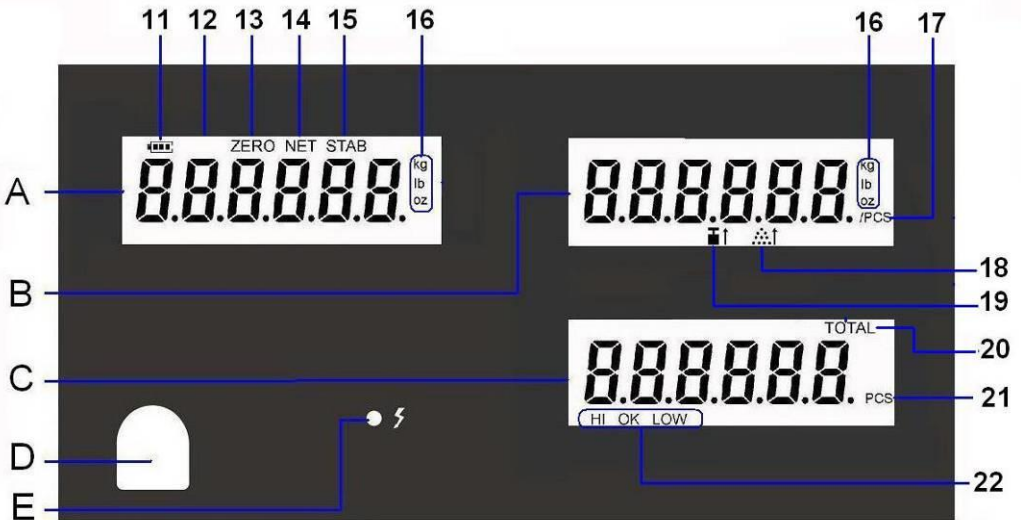 11 12 13 14 15 16 16 17
ZERO NET STAB
kg
lb
oz
8.8.8.8.8.8.
A
kg
lb
oz
8.8.8.8.8.8.
/PCS
B
18
19
TOTAL
20
8.8.8.8.8.8.
C
PCS
21
HI OK LOW
D
22
E